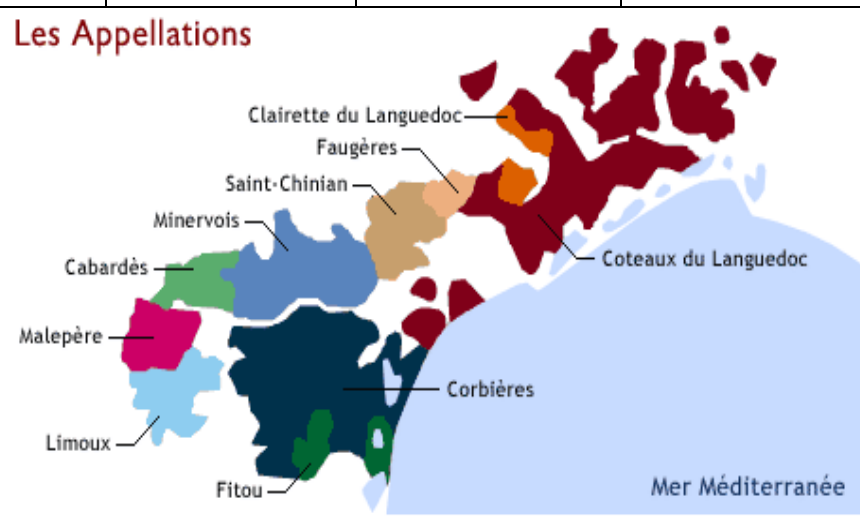 Les Appellations
Clairette du Languedoc
Faugères
Saint-Chinian
Minervois
Cabardès
Coteaux du Languedoc
Malepère
Corbières
Limoux
Fitou
Mer Méditerranée